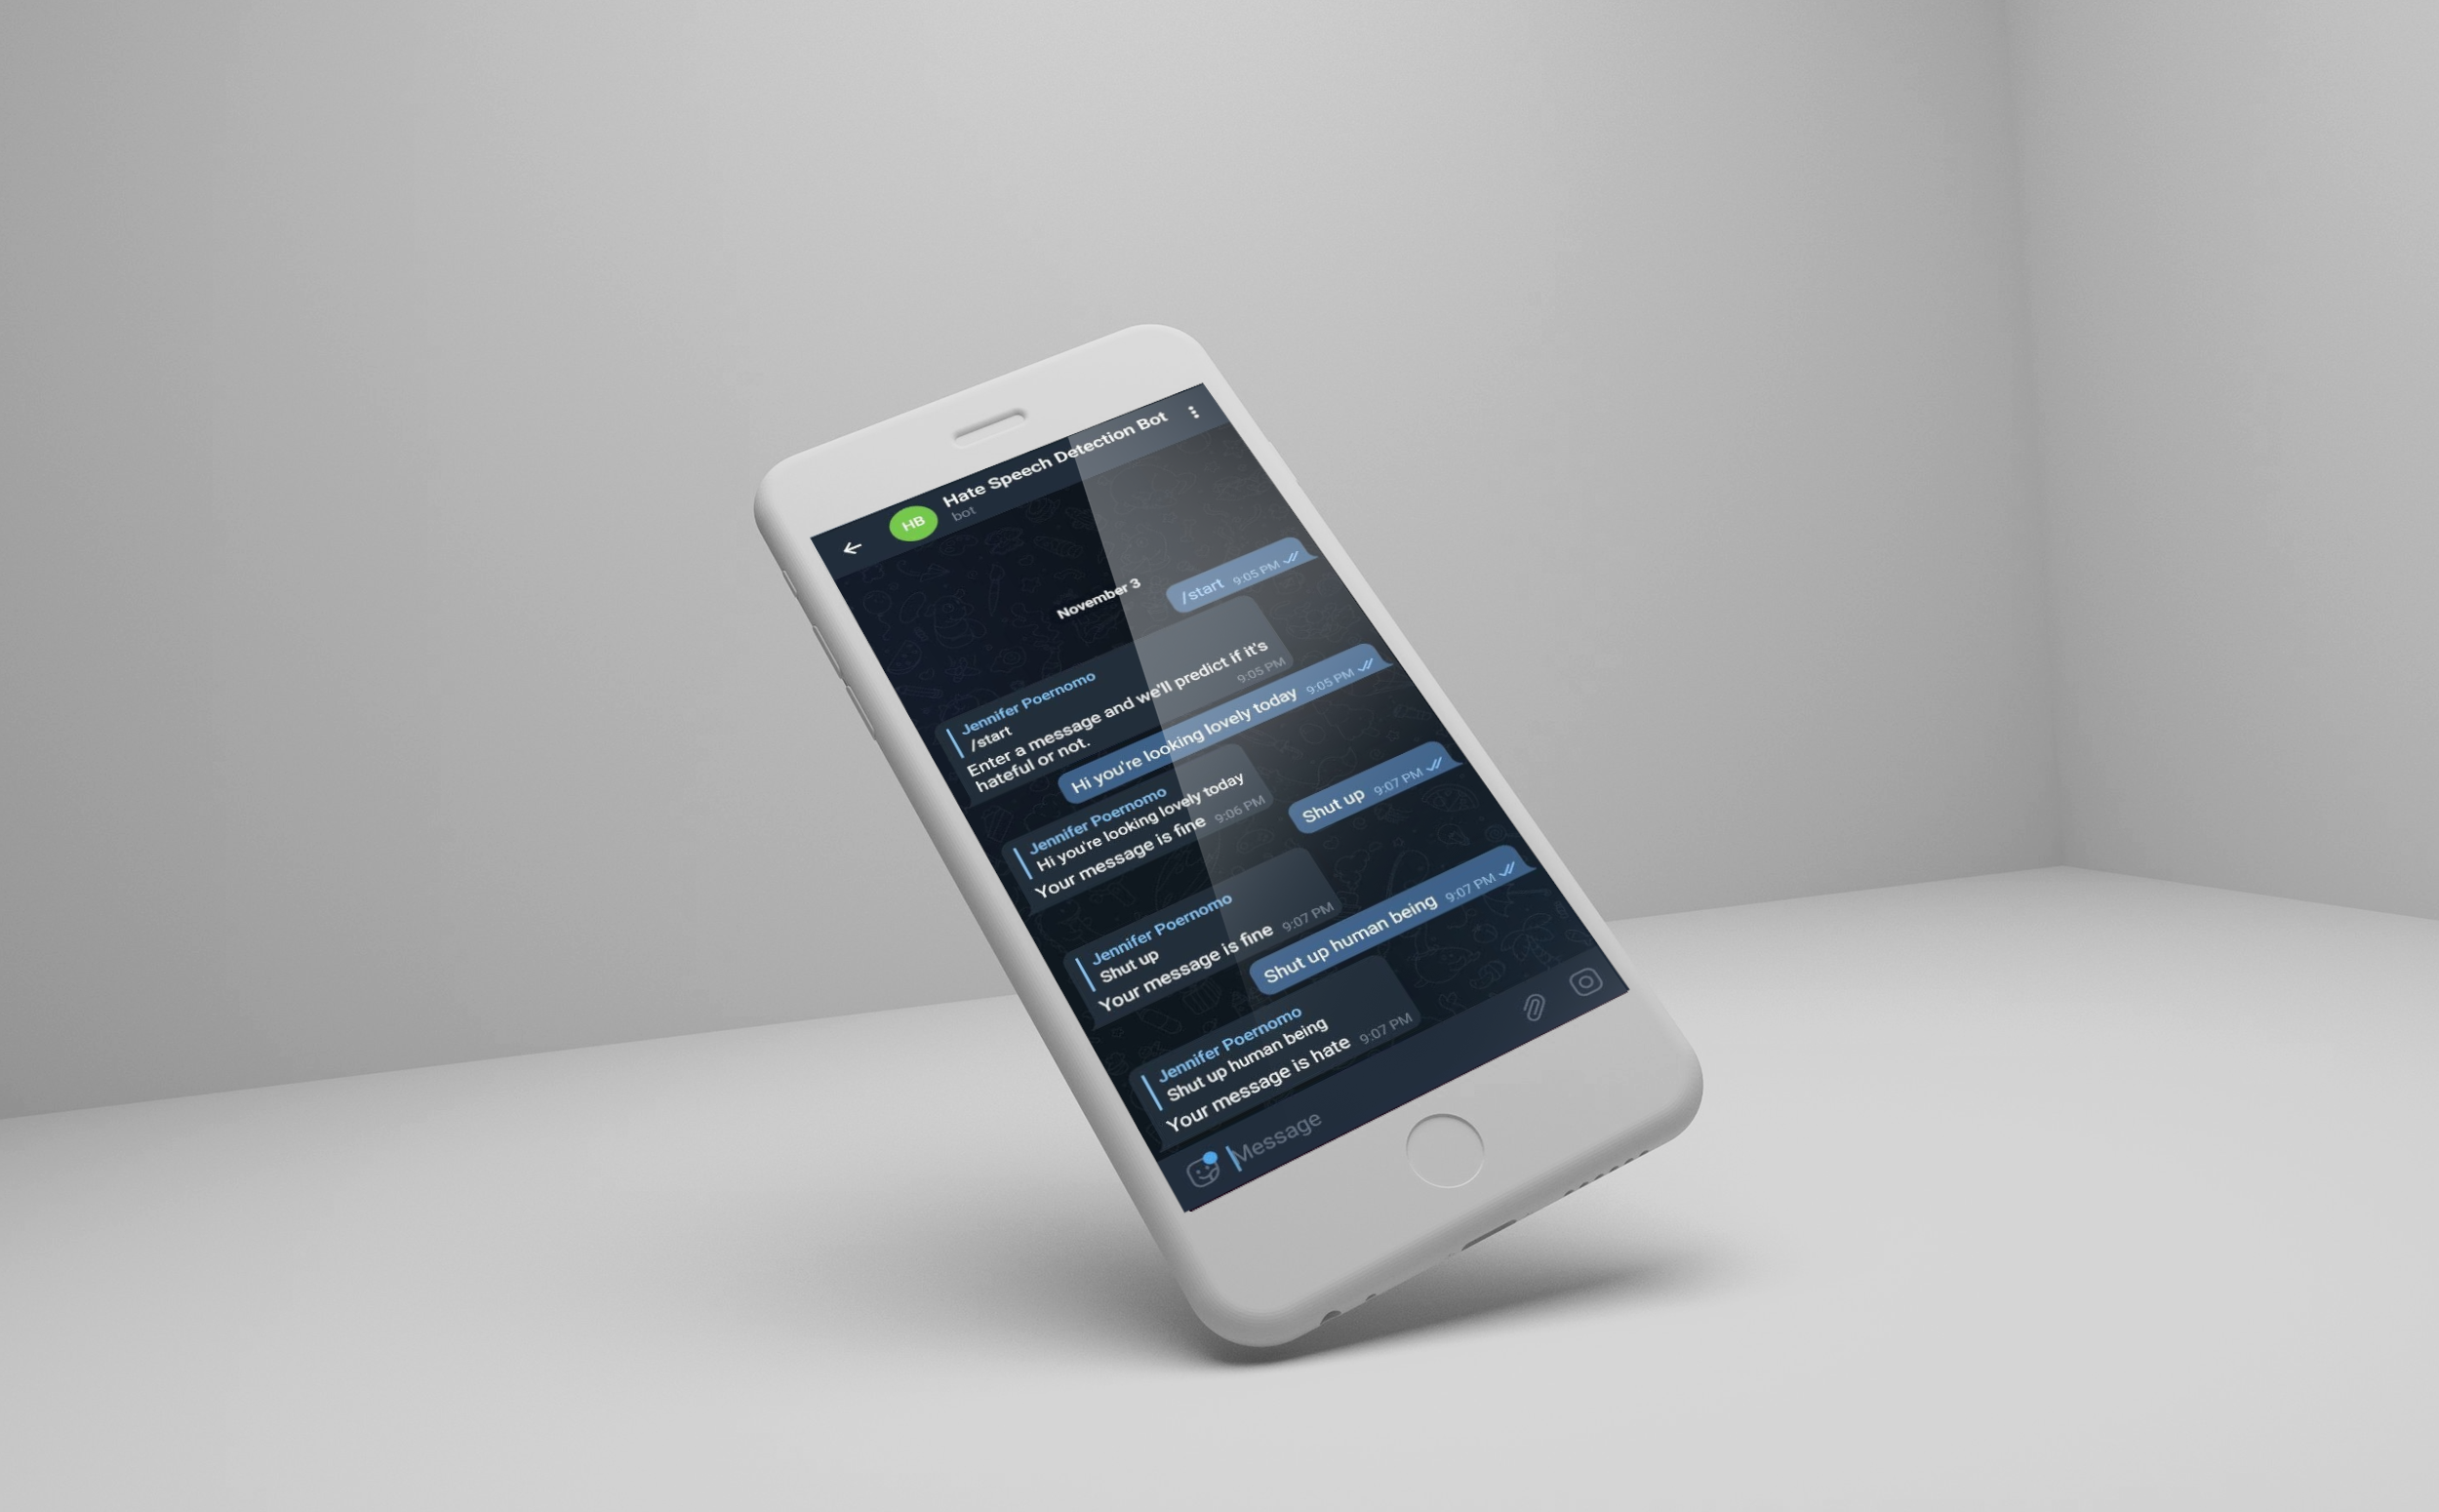 Hate Speech Detection Bot
HB
bot
November 3
/start 9:05 PM
Jennifer Poernomo
/start
Enter a message and we'll predict if it's
hateful or not.
9:05 PM
Hi you're looking lovely today 9:05 PM
Jennifer Poernomo
Hi you're looking lovely today
Your message is fine 9:06 PM
Shut up 9:07 PM
Jennifer Poernomo
Shut up
Your message is fine 9:07 PM
Shut up human being 9:07 PM
Jennifer Poernomo
Shut up human being
Your message is hate 9:07 PM
Message